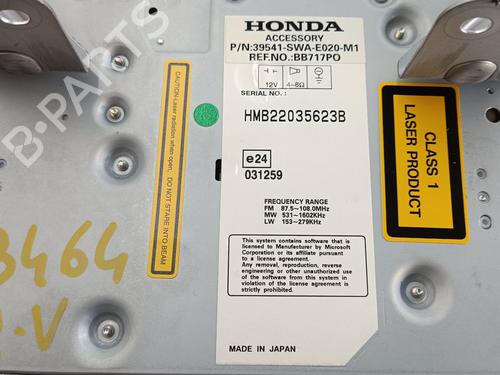 HONDA
ACCESSORY
P/N:39541-SWA-E020-M1
REF.NO.:BB717PO
12V 4~8Ω
SERIAL NO.:
HMB22035623B
e24
031259
FREQUENCY RANGE
FM 87.5~108.0MHz
MW 531~1602KHz
LW 153~279KHz
This system contains software that is
licensed to Manufacturer by Microsoft
Corporation or its affiliate pursuant
to a license agreement.
Any removal, reproduction, reverse
engineering or other unauthorized use
of the software from this system in
violation of the license agreement.
MADE IN JAPAN
CAUTION-Laser radiation when open.
DO NOT STARE INTO BEAM
CLASS 1
LASER PRODUCT
B-PARTS
3464